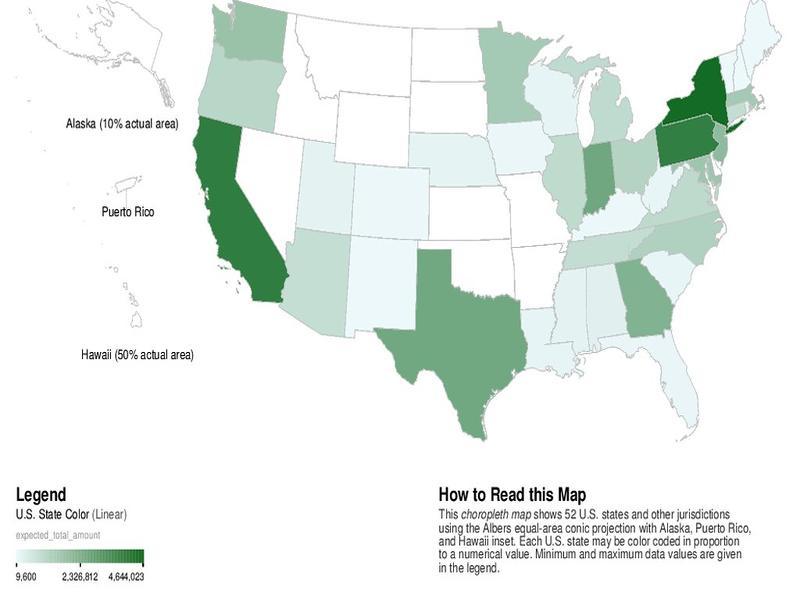 Alaska (10% actual area)
Puerto Rico
Hawaii (50% actual area)
Legend
U.S. State Color (Linear)
expected_total_amount
9,600 2,326,812 4,644,023
How to Read this Map
This choropleth map shows 52 U.S. states and other jurisdictions
using the Albers equal-area conic projection with Alaska, Puerto Rico,
and Hawaii inset. Each U.S. state may be color coded in proportion
to a numerical value. Minimum and maximum data values are given
in the legend.